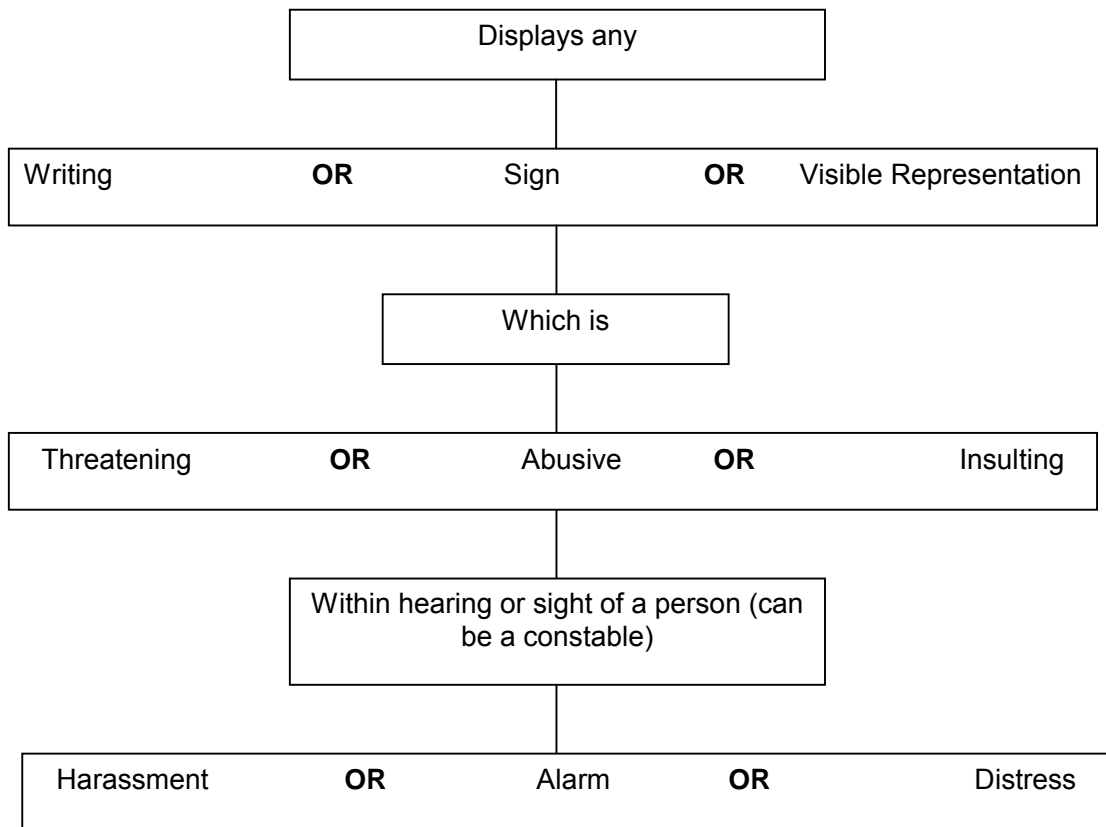 Displays any
Writing OR Sign OR Visible Representation
Which is
Threatening OR Abusive OR Insulting
Within hearing or sight of a person (can
be a constable)
Harassment OR Alarm OR Distress